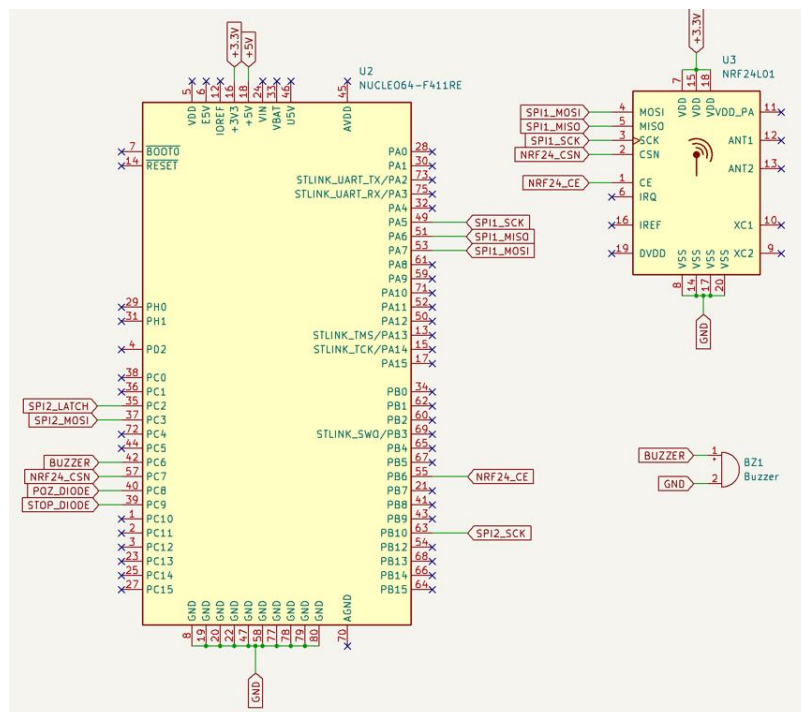 +3.3V
+5V
U2
NUCLEO64-F411RE
5 VDD
6 E5V
12 IOREF
16 +3V3
18 +5V
24 VIN
33 VBAT
46 U5V
45 AVDD
7 BOOT0
14 RESET
29 PH0
31 PH1
4 PD2
38 PC0
36 PC1
SPI2_LATCH 35 PC2
SPI2_MOSI 37 PC3
72 PC4
44 PC5
BUZZER 42 PC6
NRF24_CSN 57 PC7
POZ_DIODE 40 PC8
STOP_DIODE 39 PC9
1 PC10
2 PC11
3 PC12
23 PC13
25 PC14
27 PC15
PA0 28
PA1 30
STLINK_UART_TX/PA2 73
STLINK_UART_RX/PA3 75
PA4 32
PA5 49 SPI1_SCK
PA6 51 SPI1_MISO
PA7 53 SPI1_MOSI
PA8 61
PA9 59
PA10 71
PA11 52
PA12 50
STLINK_TMS/PA13 13
STLINK_TCK/PA14 15
PA15 17
PB0 34
PB1 62
PB2 60
STLINK_SWO/PB3 69
PB4 65
PB5 67
PB6 55 NRF24_CE
PB7 21
PB8 41
PB9 43
PB10 63 SPI2_SCK
PB12 54
PB13 68
PB14 66
PB15 64
GND 8
GND 19
GND 20
GND 22
GND 47
GND 58
GND 77
GND 78
GND 79
GND 80
AGND 70
GND
+3.3V
U3
NRF24L01
7 VDD
15 VDD
18 VDD
SPI1_MOSI 4 MOSI
SPI1_MISO 5 MISO
SPI1_SCK 3 SCK
NRF24_CSN 2 CSN
NRF24_CE 1 CE
6 IRQ
16 IREF
19 DVDD
VDD_PA 11
ANT1 12
ANT2 13
XC1 10
XC2 9
VSS 8
VSS 14
VSS 17
VSS 20
GND
BUZZER 1
+
GND 2
BZ1
Buzzer